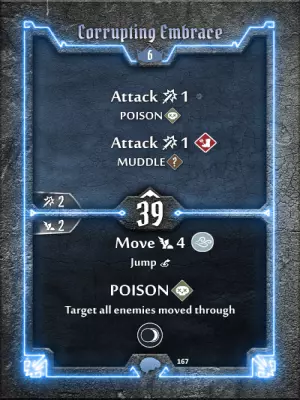 Corrupting Embrace
6
Attack 1
POISON
Attack 1
MUDDLE ?
2
39
2
Move 4
Jump
POISON
Target all enemies moved through
167